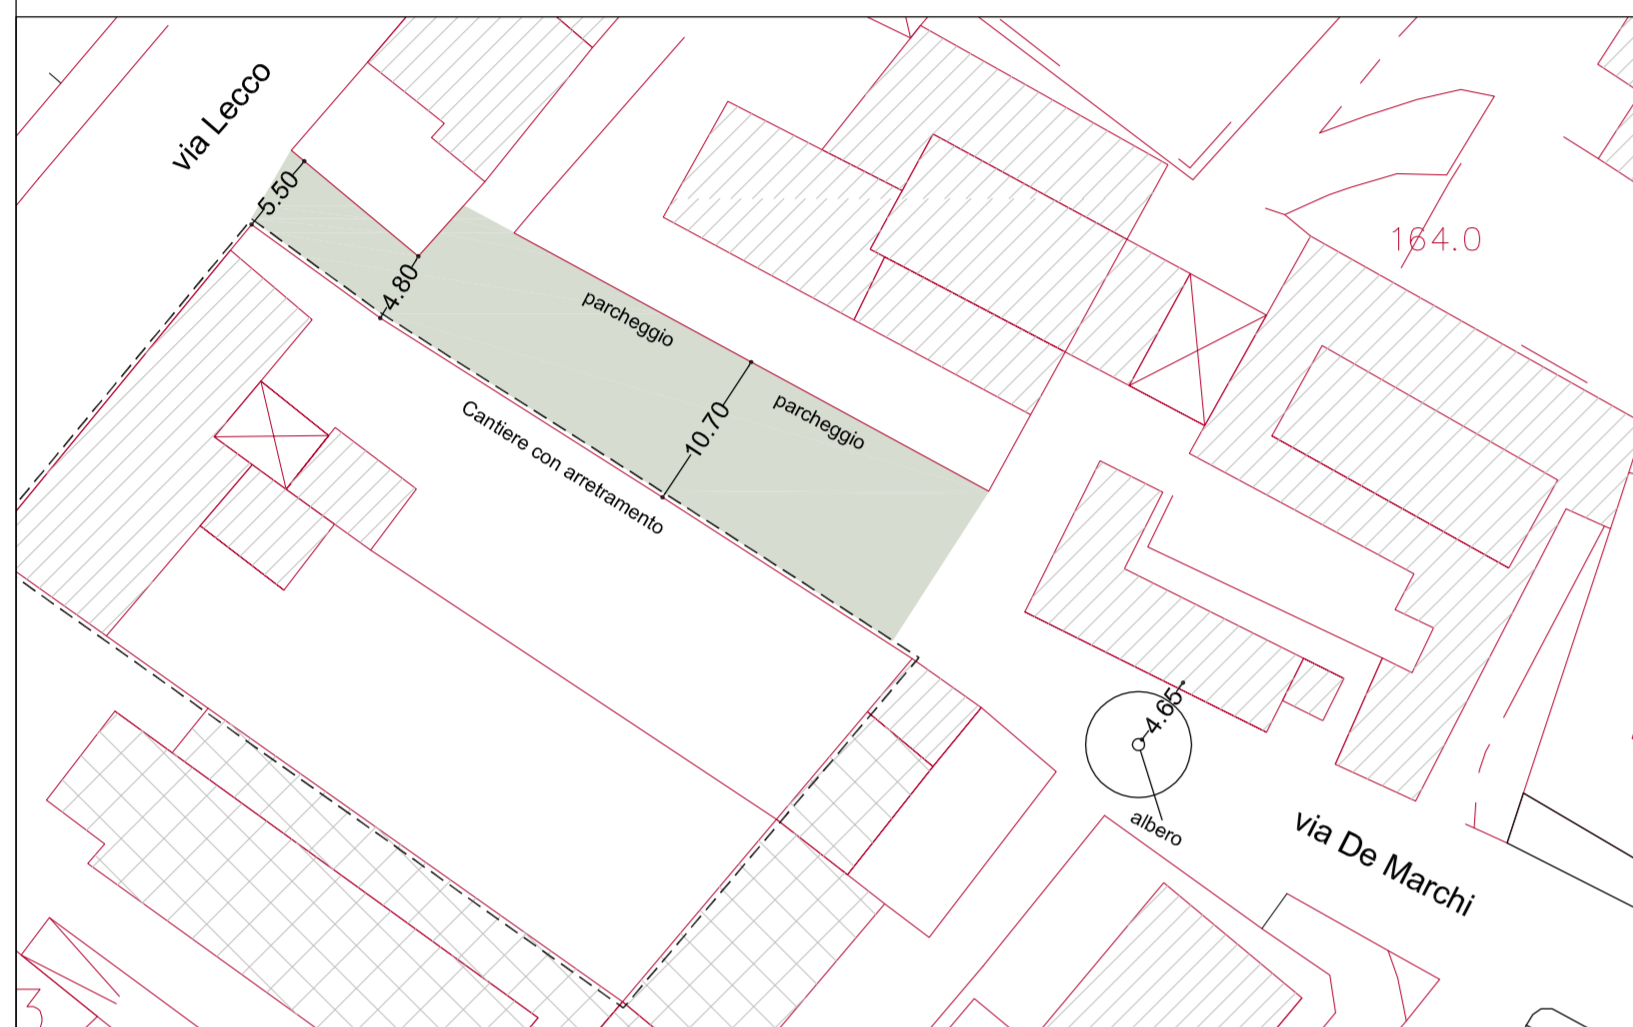 via Lecco
5.50
4.80
parcheggio
10.70
parcheggio
Cantiere con arretramento
164.0
4.65
albero
via De Marchi
3